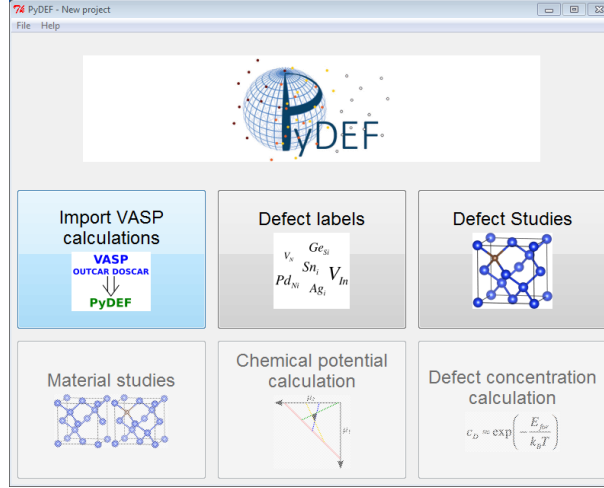 PyDEF - New project
File Help
PyDEF
Import VASP
calculations
VASP
OUTCAR DOSCAR
PyDEF
Defect labels
V_N Ge_Si
Sn_i V_In
Pd_Ni Ag_i
Defect Studies
Material studies
Chemical potential
calculation
μ₂
μ₁
Defect concentration
calculation
c_D ≈ exp(-E_for/k_BT)